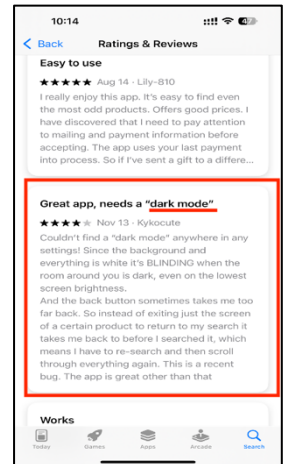 10:14
Back
Ratings & Reviews
Easy to use
★★★★★ Aug 14 · Lily-810
I really enjoy this app. It's easy to find even
the most odd products. Offers good prices. I
have discovered that I need to pay attention
to mailing and payment information before
accepting. The app uses your last payment
into process. So if I've sent a gift to a differe...
Great app, needs a “dark mode”
★★★★☆ Nov 13 · Kykocute
Couldn't find a “dark mode” anywhere in any
settings! Since the background and
everything is white it's BLINDING when the
room around you is dark, even on the lowest
screen brightness.
And the back button sometimes takes me too
far back. So instead of exiting just the screen
of a certain product to return to my search it
takes me back to before I searched it, which
means I have to re-search and then scroll
through everything again. This is a recent
bug. The app is great other than that
Works
Today Games Apps Arcade Search